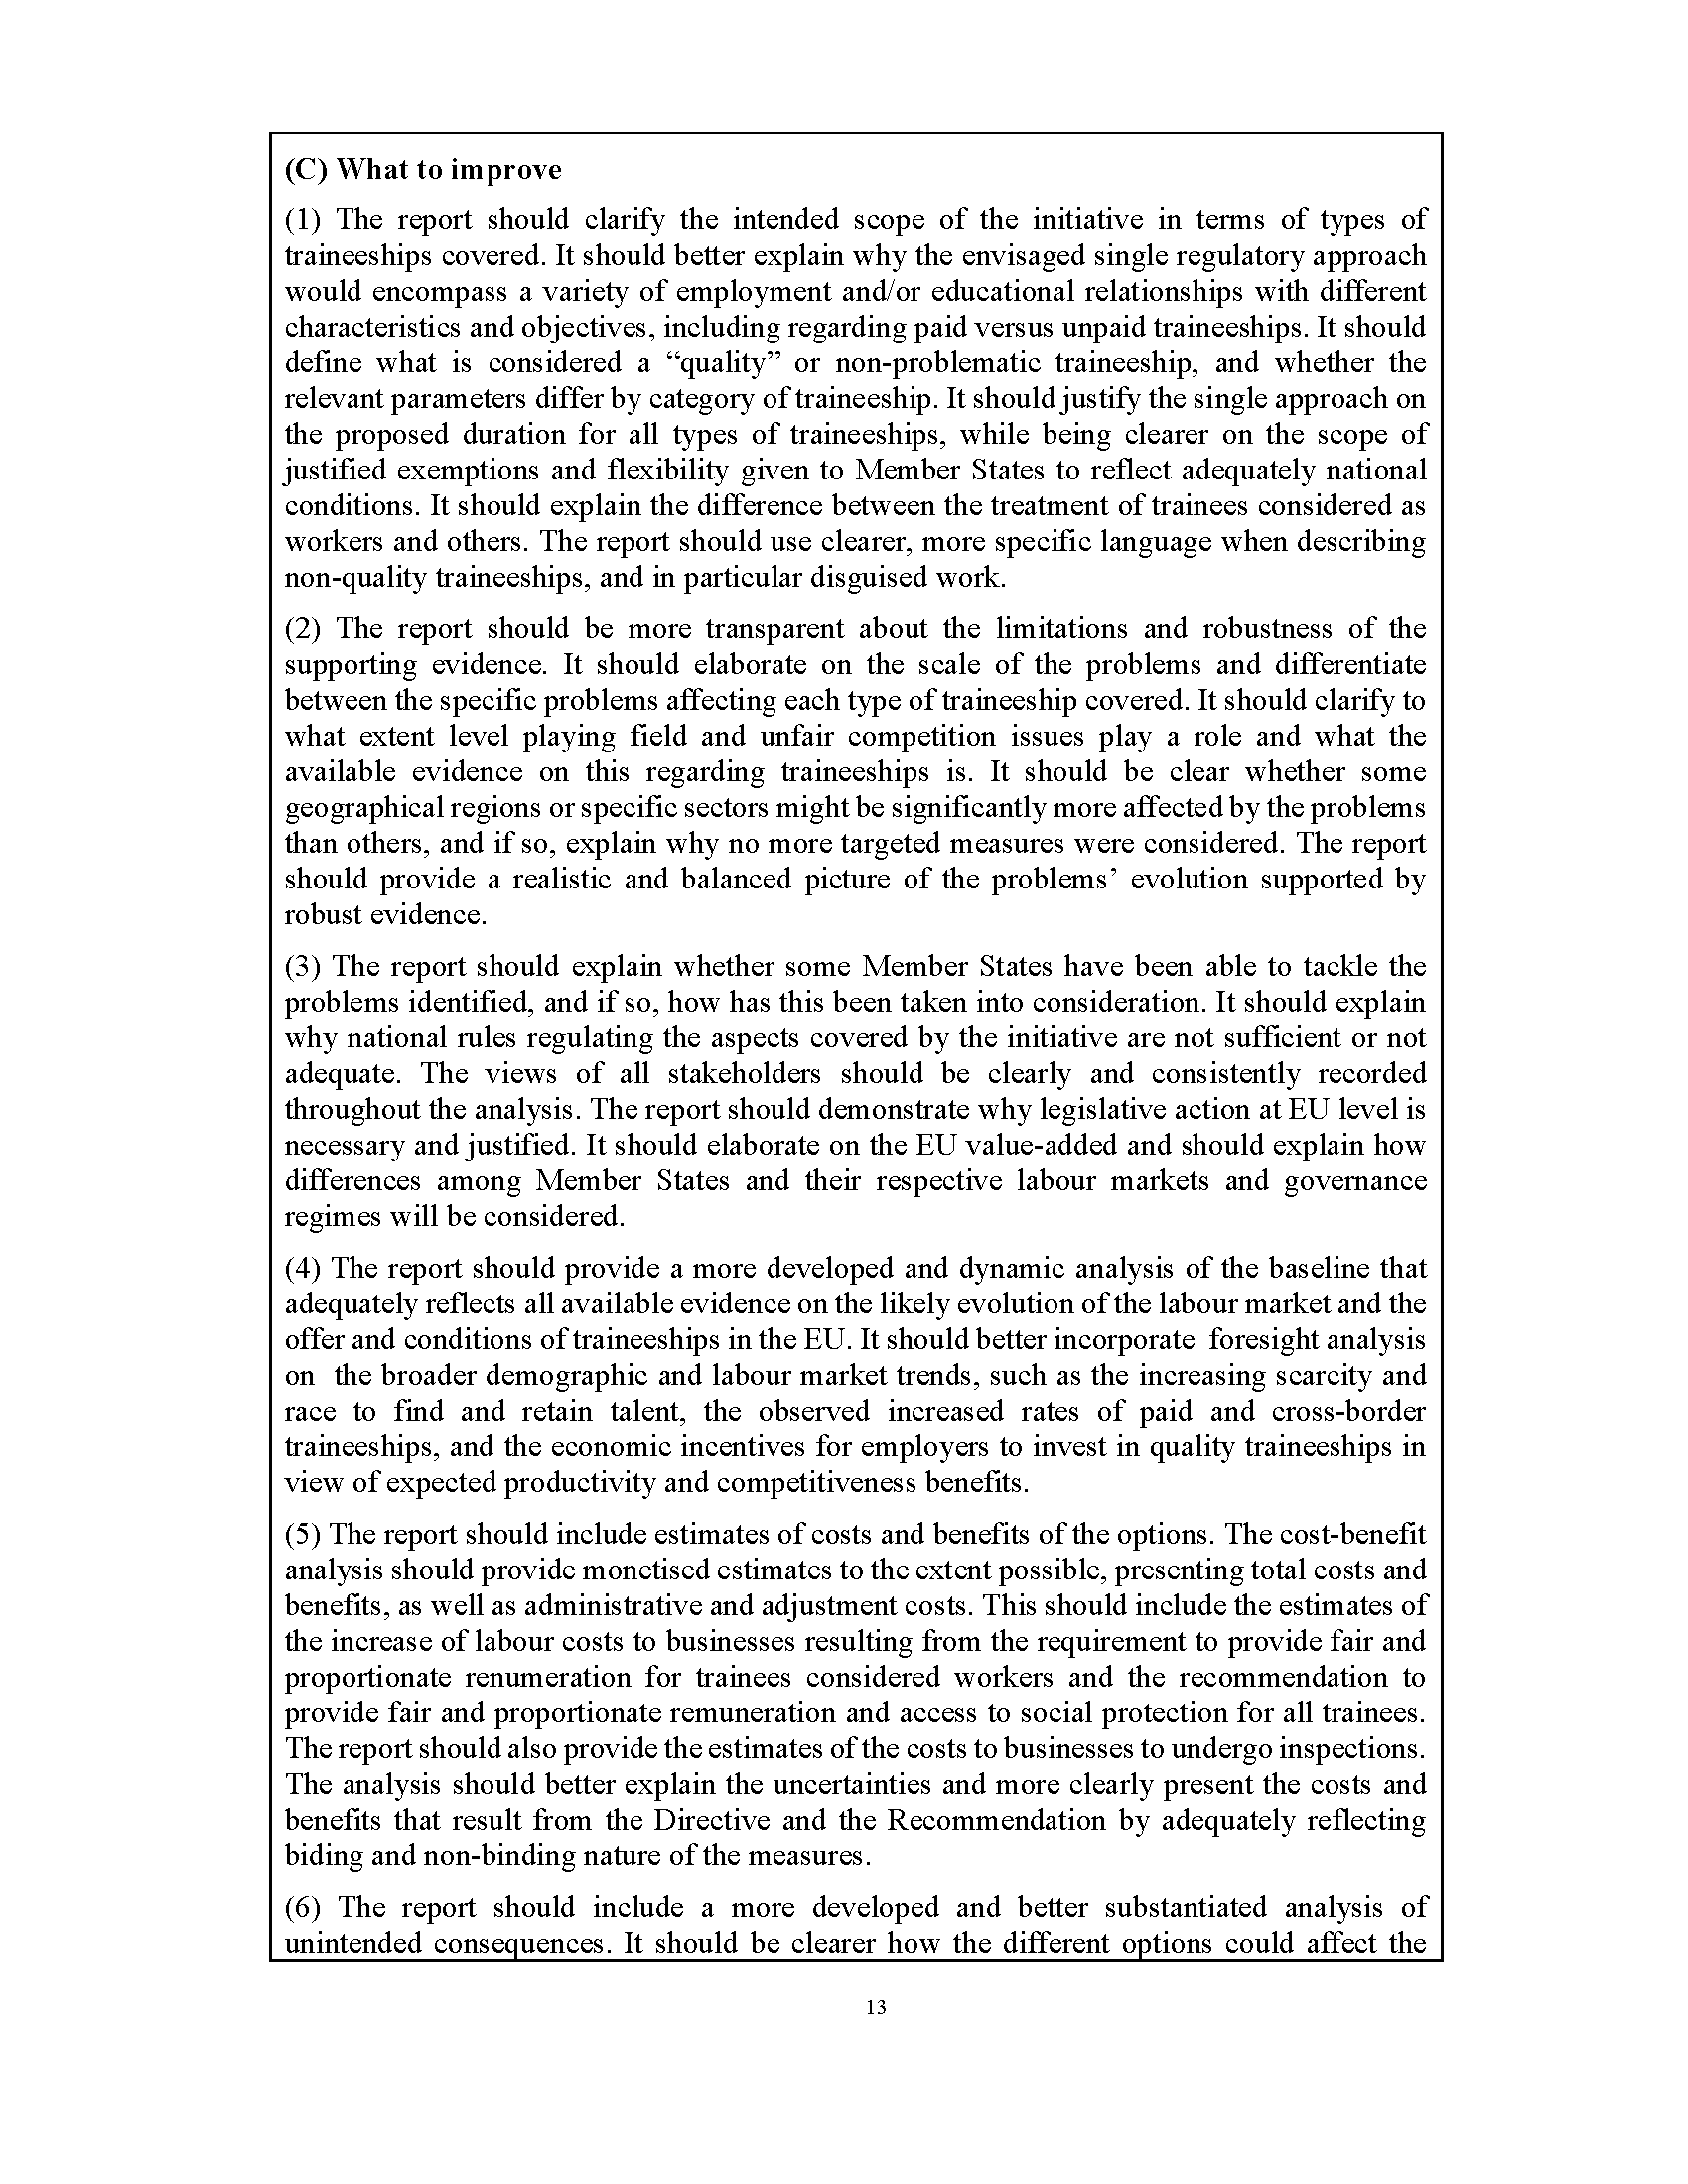 (C) What to improve
(1) The report should clarify the intended scope of the initiative in terms of types of
traineeships covered. It should better explain why the envisaged single regulatory approach
would encompass a variety of employment and/or educational relationships with different
characteristics and objectives, including regarding paid versus unpaid traineeships. It should
define what is considered a “quality” or non-problematic traineeship, and whether the
relevant parameters differ by category of traineeship. It should justify the single approach on
the proposed duration for all types of traineeships, while being clearer on the scope of
justified exemptions and flexibility given to Member States to reflect adequately national
conditions. It should explain the difference between the treatment of trainees considered as
workers and others. The report should use clearer, more specific language when describing
non-quality traineeships, and in particular disguised work.
(2) The report should be more transparent about the limitations and robustness of the
supporting evidence. It should elaborate on the scale of the problems and differentiate
between the specific problems affecting each type of traineeship covered. It should clarify to
what extent level playing field and unfair competition issues play a role and what the
available evidence on this regarding traineeships is. It should be clear whether some
geographical regions or specific sectors might be significantly more affected by the problems
than others, and if so, explain why no more targeted measures were considered. The report
should provide a realistic and balanced picture of the problems’ evolution supported by
robust evidence.
(3) The report should explain whether some Member States have been able to tackle the
problems identified, and if so, how has this been taken into consideration. It should explain
why national rules regulating the aspects covered by the initiative are not sufficient or not
adequate. The views of all stakeholders should be clearly and consistently recorded
throughout the analysis. The report should demonstrate why legislative action at EU level is
necessary and justified. It should elaborate on the EU value-added and should explain how
differences among Member States and their respective labour markets and governance
regimes will be considered.
(4) The report should provide a more developed and dynamic analysis of the baseline that
adequately reflects all available evidence on the likely evolution of the labour market and the
offer and conditions of traineeships in the EU. It should better incorporate foresight analysis
on the broader demographic and labour market trends, such as the increasing scarcity and
race to find and retain talent, the observed increased rates of paid and cross-border
traineeships, and the economic incentives for employers to invest in quality traineeships in
view of expected productivity and competitiveness benefits.
(5) The report should include estimates of costs and benefits of the options. The cost-benefit
analysis should provide monetised estimates to the extent possible, presenting total costs and
benefits, as well as administrative and adjustment costs. This should include the estimates of
the increase of labour costs to businesses resulting from the requirement to provide fair and
proportionate renumeration for trainees considered workers and the recommendation to
provide fair and proportionate remuneration and access to social protection for all trainees.
The report should also provide the estimates of the costs to businesses to undergo inspections.
The analysis should better explain the uncertainties and more clearly present the costs and
benefits that result from the Directive and the Recommendation by adequately reflecting
biding and non-binding nature of the measures.
(6) The report should include a more developed and better substantiated analysis of
unintended consequences. It should be clearer how the different options could affect the
13